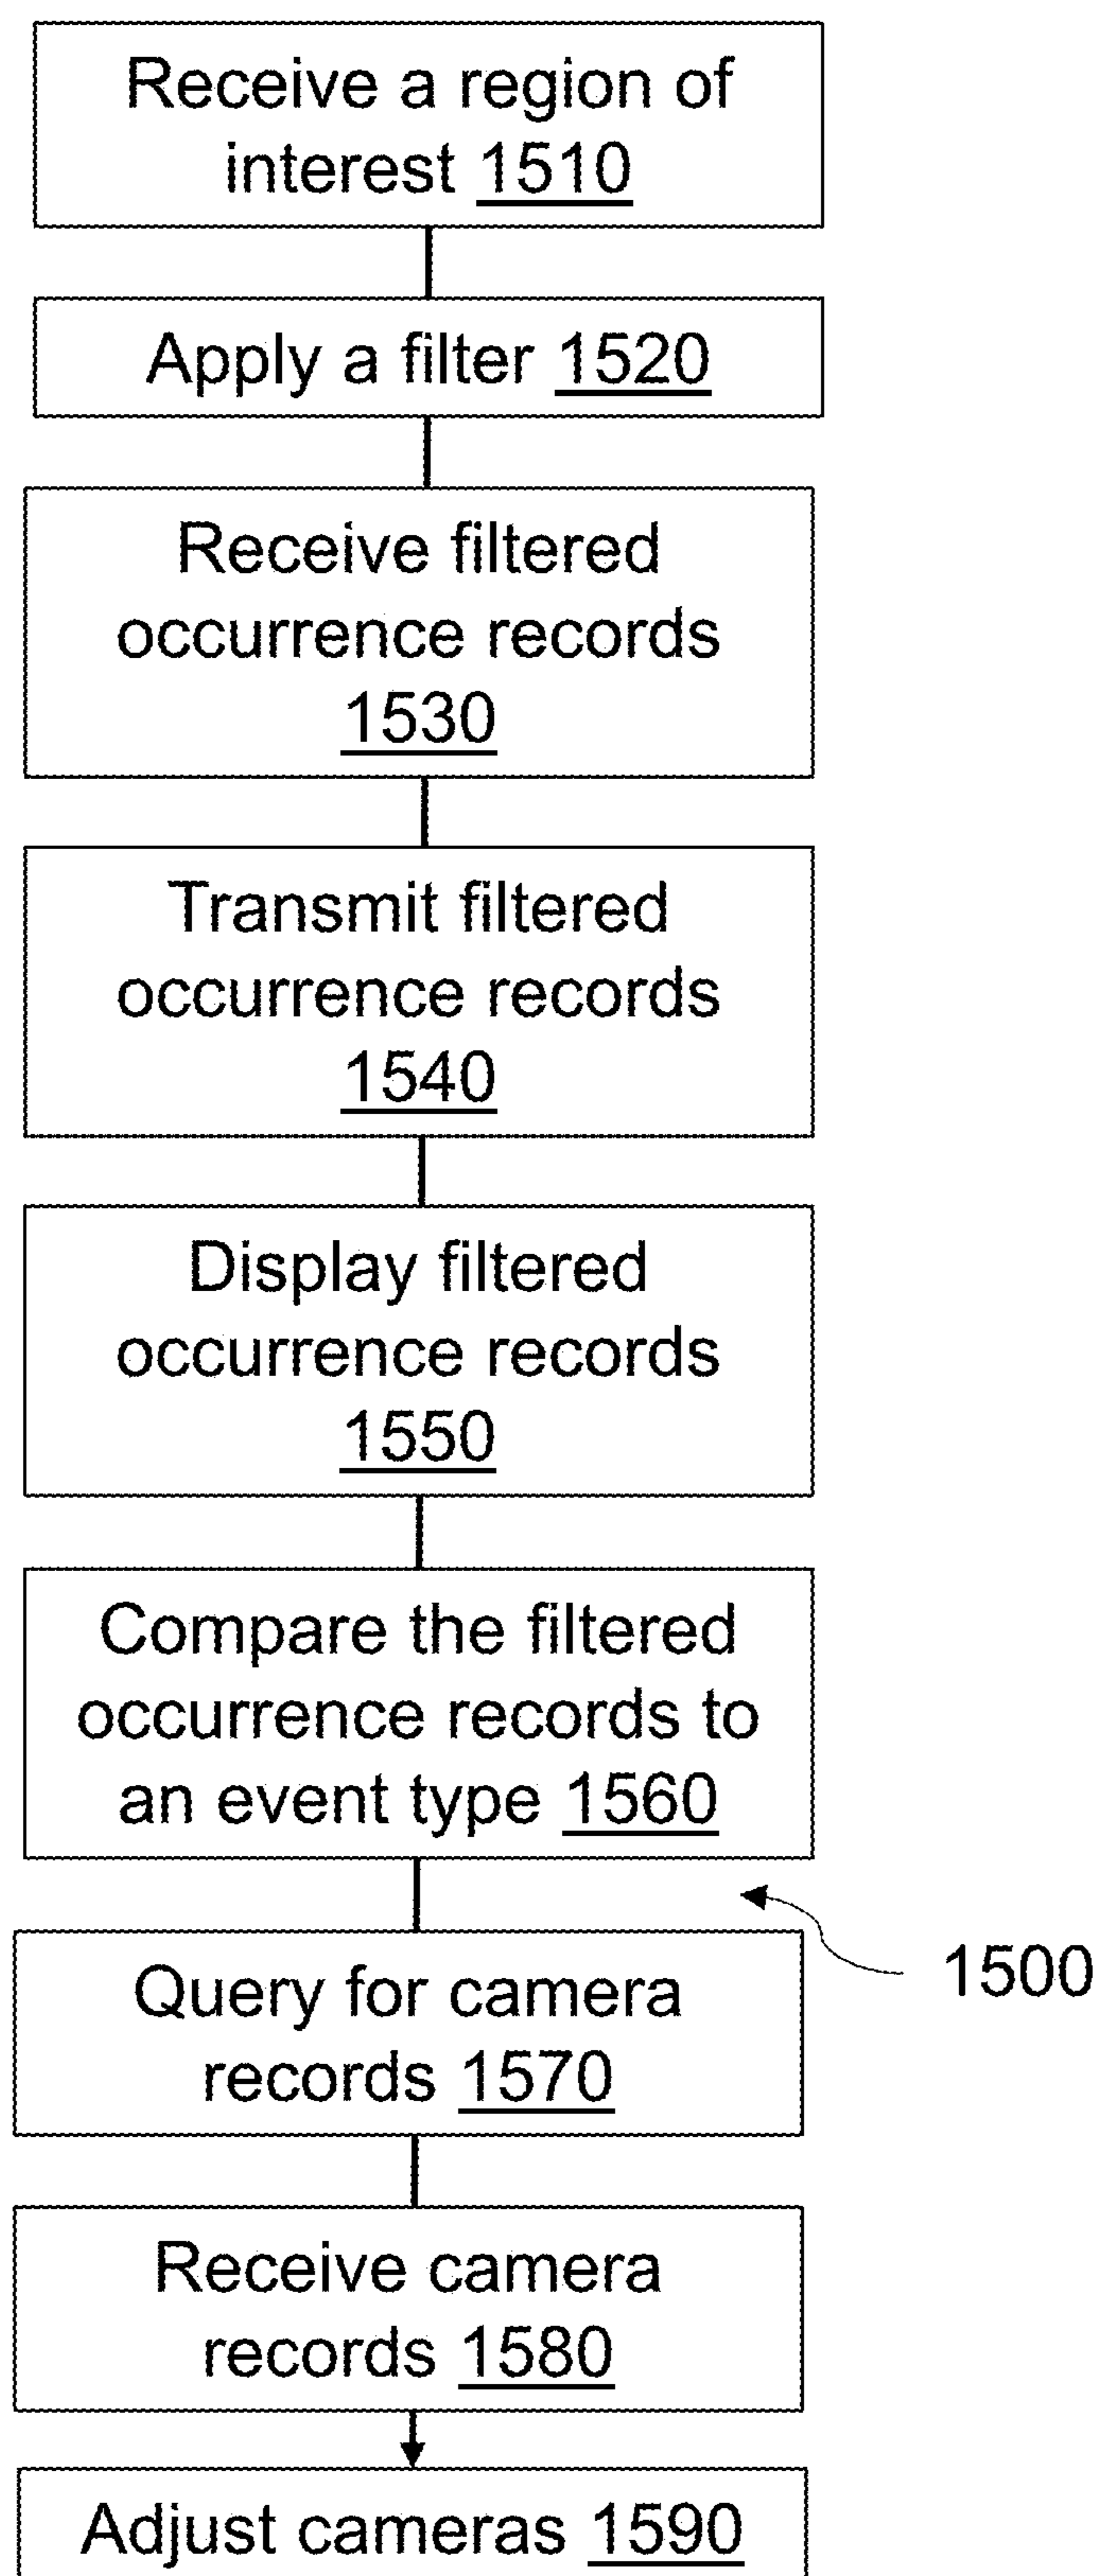 Receive a region of
interest 1510
Apply a filter 1520
Receive filtered
occurrence records
1530
Transmit filtered
occurrence records
1540
Display filtered
occurrence records
1550
Compare the filtered
occurrence records to
an event type 1560
1500
Query for camera
records 1570
Receive camera
records 1580
Adjust cameras 1590